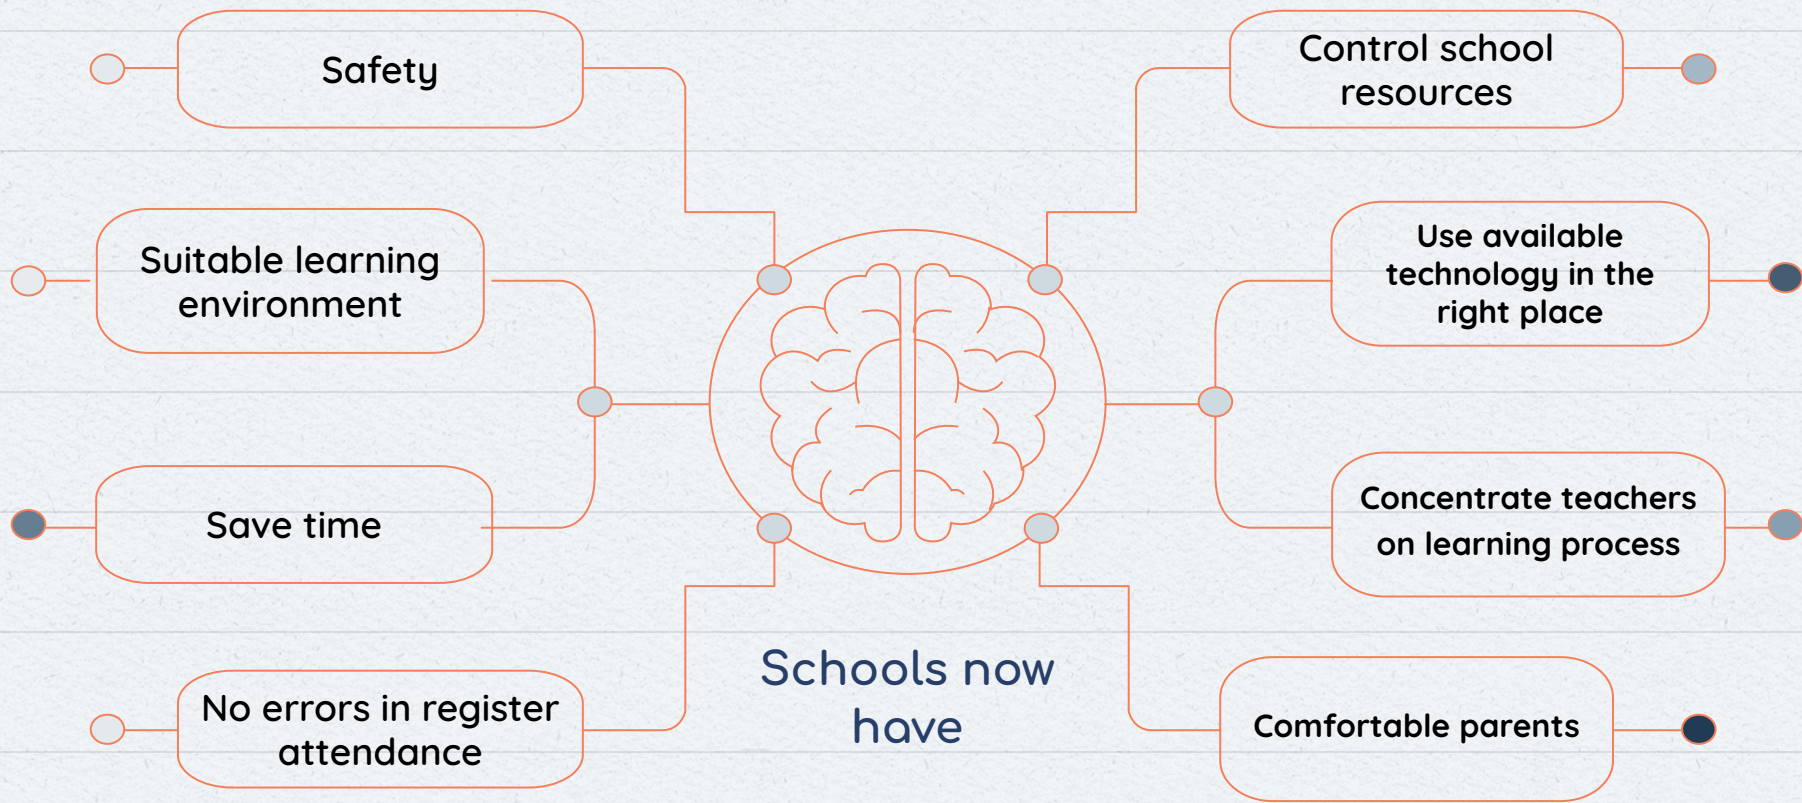 Safety
Suitable learning
environment
Save time
No errors in register
attendance
Schools now
have
Control school
resources
Use available
technology in the
right place
Concentrate teachers
on learning process
Comfortable parents